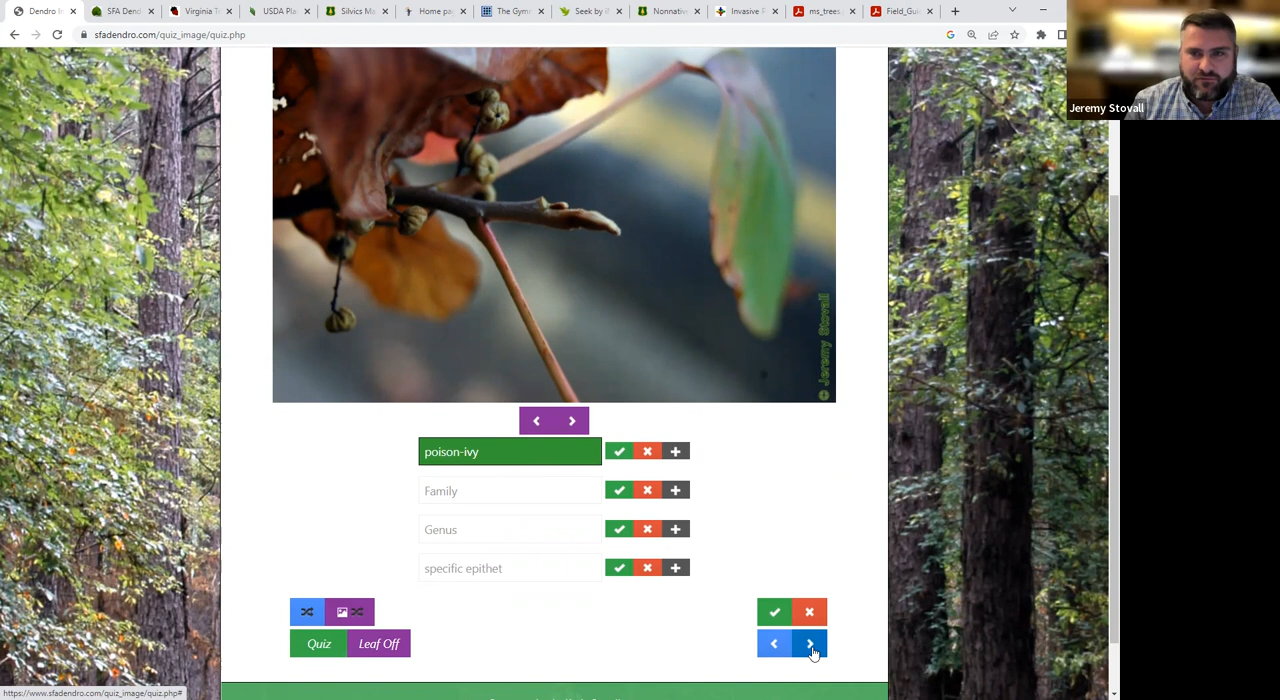 Dendro I
SFA Dend
Virginia T
USDA Pla
Silvics Ma
Home pa
The Gym
Seek by i
Nonnativ
Invasive P
ms_trees.
Field_Gui
sfadendro.com/quiz_image/quiz.php
Jeremy Stovall
© Jeremy Stovall
poison-ivy
Family
Genus
specific epithet
Quiz
Leaf Off
https://www.sfadendro.com/quiz_image/quiz.php#